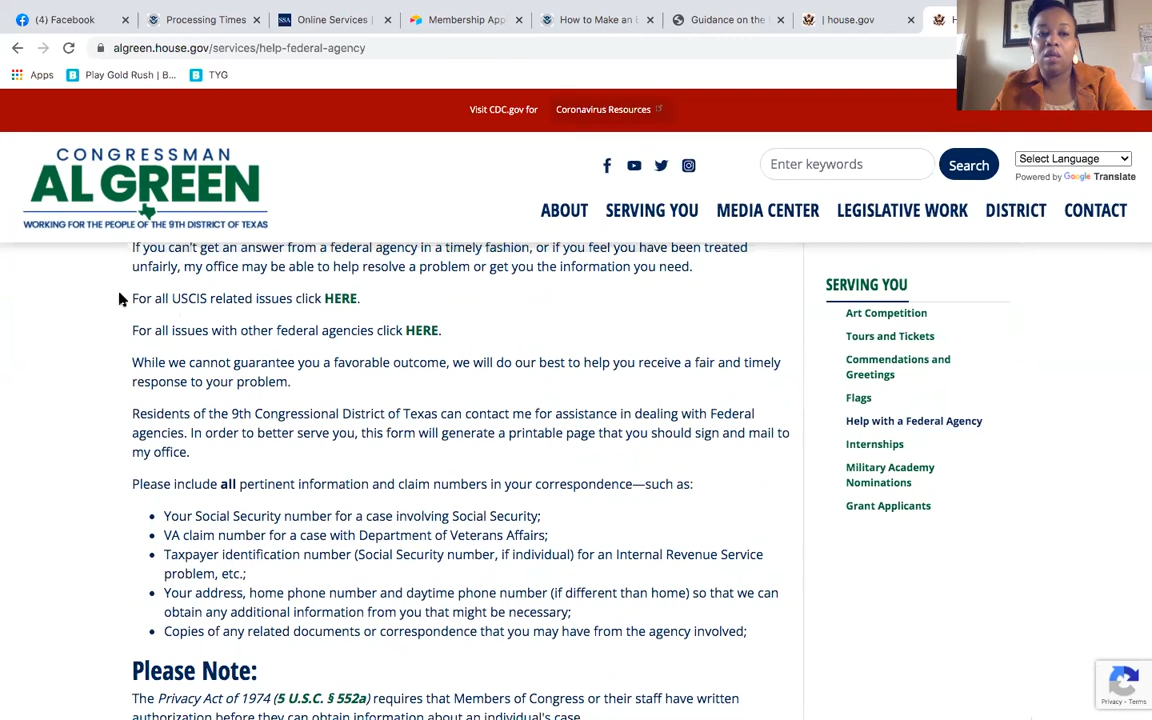 (4) Facebook
Processing Times
SSA
Online Services |
Membership App
How to Make an
Guidance on the
| house.gov
algreen.house.gov/services/help-federal-agency
Apps
Play Gold Rush | B...
TYG
Visit CDC.gov for
Coronavirus Resources
CONGRESSMAN
AL GREEN
WORKING FOR THE PEOPLE OF THE 9TH DISTRICT OF TEXAS
Enter keywords
Search
Select Language
Powered by Google Translate
ABOUT
SERVING YOU
MEDIA CENTER
LEGISLATIVE WORK
DISTRICT
CONTACT
If you can't get an answer from a federal agency in a timely fashion, or if you feel you have been treated
unfairly, my office may be able to help resolve a problem or get you the information you need.
For all USCIS related issues click HERE.
For all issues with other federal agencies click HERE.
While we cannot guarantee you a favorable outcome, we will do our best to help you receive a fair and timely
response to your problem.
Residents of the 9th Congressional District of Texas can contact me for assistance in dealing with Federal
agencies. In order to better serve you, this form will generate a printable page that you should sign and mail to
my office.
Please include all pertinent information and claim numbers in your correspondence—such as:
• Your Social Security number for a case involving Social Security;
• VA claim number for a case with Department of Veterans Affairs;
• Taxpayer identification number (Social Security number, if individual) for an Internal Revenue Service
problem, etc.;
• Your address, home phone number and daytime phone number (if different than home) so that we can
obtain any additional information from you that might be necessary;
• Copies of any related documents or correspondence that you may have from the agency involved;
Please Note:
The Privacy Act of 1974 (5 U.S.C. § 552a) requires that Members of Congress or their staff have written
authorization before they can obtain information about an individual's case.
SERVING YOU
Art Competition
Tours and Tickets
Commendations and
Greetings
Flags
Help with a Federal Agency
Internships
Military Academy
Nominations
Grant Applicants
Privacy - Terms